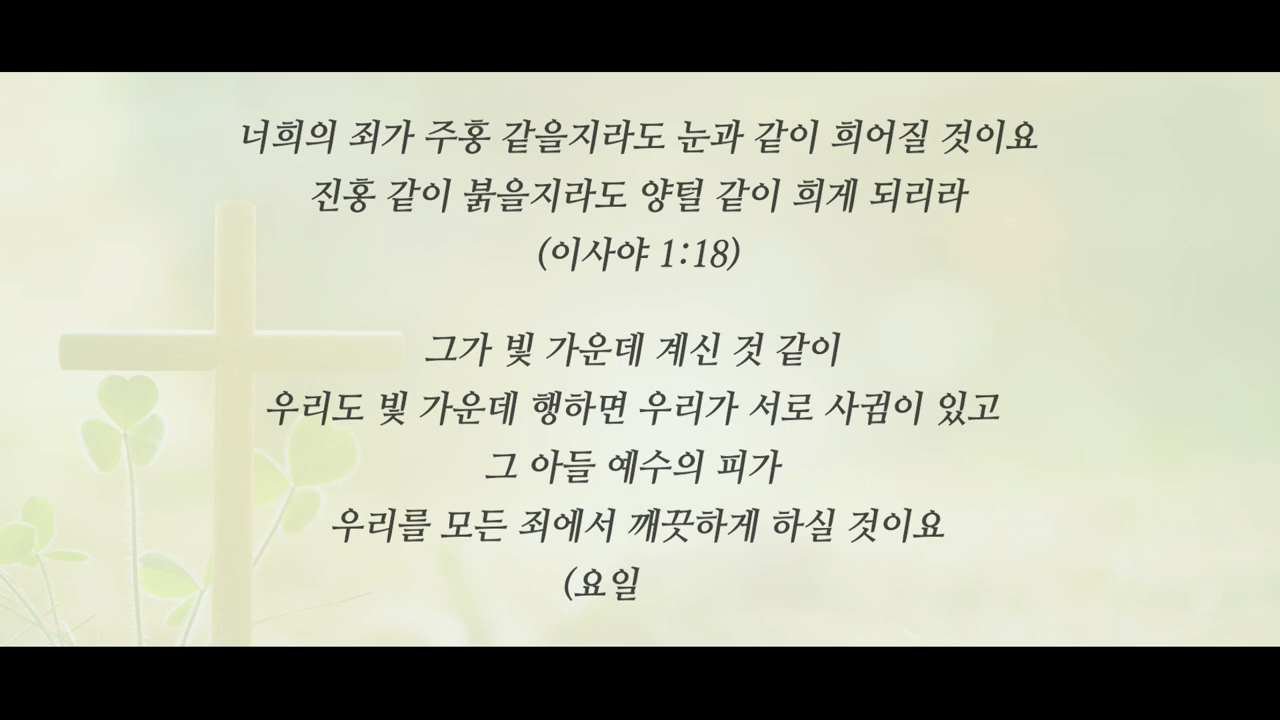 너희의 죄가 주홍 같을지라도 눈과 같이 희어질 것이요
진홍 같이 붉을지라도 양털 같이 희게 되리라
(이사야 1:18)
그가 빛 가운데 계신 것 같이
우리도 빛 가운데 행하면 우리가 서로 사귐이 있고
그 아들 예수의 피가
우리를 모든 죄에서 깨끗하게 하실 것이요
(요일